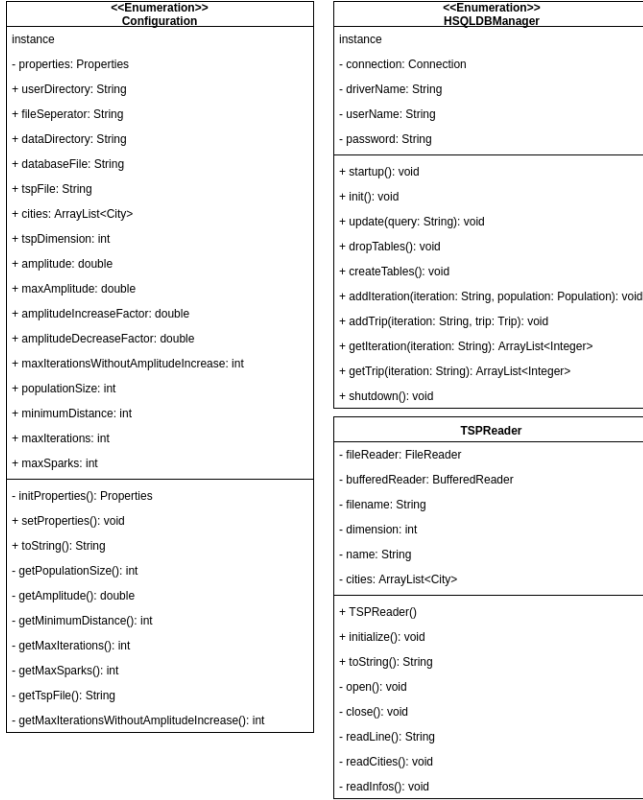 <<Enumeration>>
Configuration
instance
- properties: Properties
+ userDirectory: String
+ fileSeperator: String
+ dataDirectory: String
+ databaseFile: String
+ tspFile: String
+ cities: ArrayList<City>
+ tspDimension: int
+ amplitude: double
+ maxAmplitude: double
+ amplitudeIncreaseFactor: double
+ amplitudeDecreaseFactor: double
+ maxIterationsWithoutAmplitudeIncrease: int
+ populationSize: int
+ minimumDistance: int
+ maxIterations: int
+ maxSparks: int
- initProperties(): Properties
+ setProperties(): void
+ toString(): String
- getPopulationSize(): int
- getAmplitude(): double
- getMinimumDistance(): int
- getMaxIterations(): int
- getMaxSparks(): int
- getTspFile(): String
- getMaxIterationsWithoutAmplitudeIncrease(): int
<<Enumeration>>
HSQLDBManager
instance
- connection: Connection
- driverName: String
- userName: String
- password: String
+ startup(): void
+ init(): void
+ update(query: String): void
+ dropTables(): void
+ createTables(): void
+ addIteration(iteration: String, population: Population): void
+ addTrip(iteration: String, trip: Trip): void
+ getIteration(iteration: String): ArrayList<Integer>
+ getTrip(iteration: String): ArrayList<Integer>
+ shutdown(): void
TSPReader
- fileReader: FileReader
- bufferedReader: BufferedReader
- filename: String
- dimension: int
- name: String
- cities: ArrayList<City>
+ TSPReader()
+ initialize(): void
+ toString(): String
- open(): void
- close(): void
- readLine(): String
- readCities(): void
- readInfos(): void